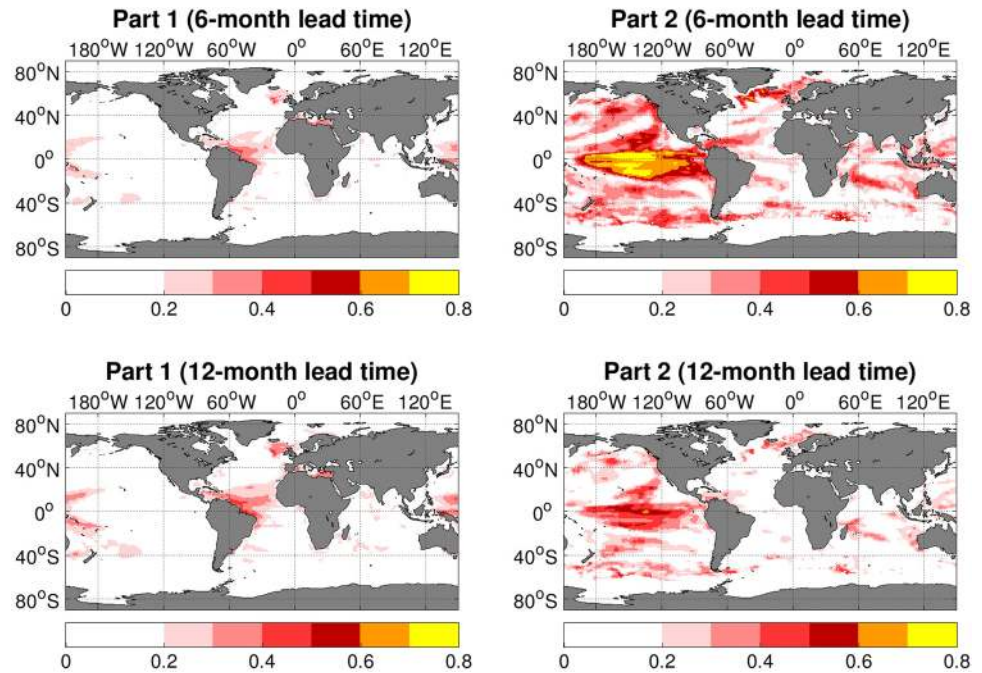 Part 1 (6-month lead time)
180°W 120°W 60°W 0° 60°E 120°E
80°N
40°N
0°
40°S
80°S
0 0.2 0.4 0.6 0.8
Part 2 (6-month lead time)
180°W 120°W 60°W 0° 60°E 120°E
80°N
40°N
0°
40°S
80°S
0 0.2 0.4 0.6 0.8
Part 1 (12-month lead time)
180°W 120°W 60°W 0° 60°E 120°E
80°N
40°N
0°
40°S
80°S
0 0.2 0.4 0.6 0.8
Part 2 (12-month lead time)
180°W 120°W 60°W 0° 60°E 120°E
80°N
40°N
0°
40°S
80°S
0 0.2 0.4 0.6 0.8